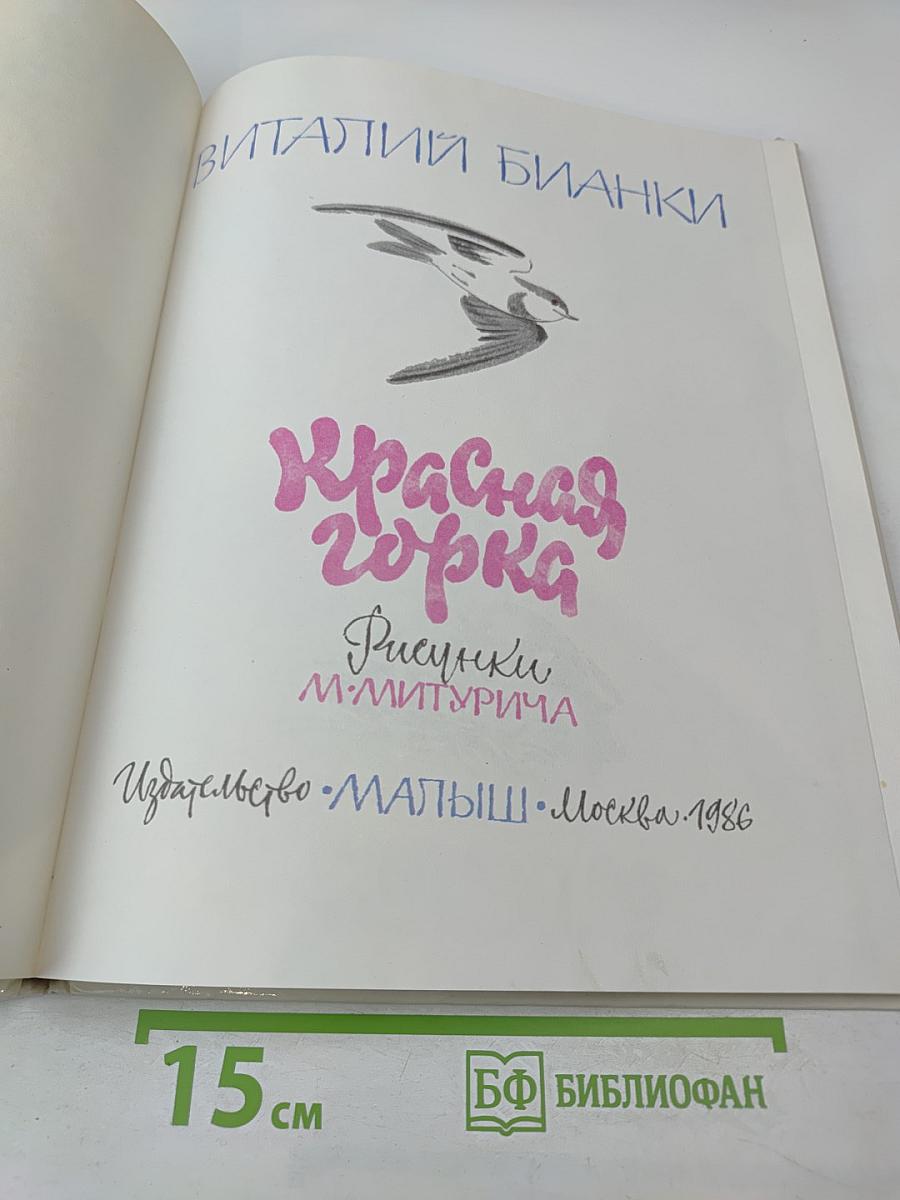 ВИТАЛИЙ БИАНКИ
Красная
горка
Рисунки
М·МИТУРИЧА
Издательство·МАЛЫШ·Москва·1986
15 см
БФ БИБЛИОФАН